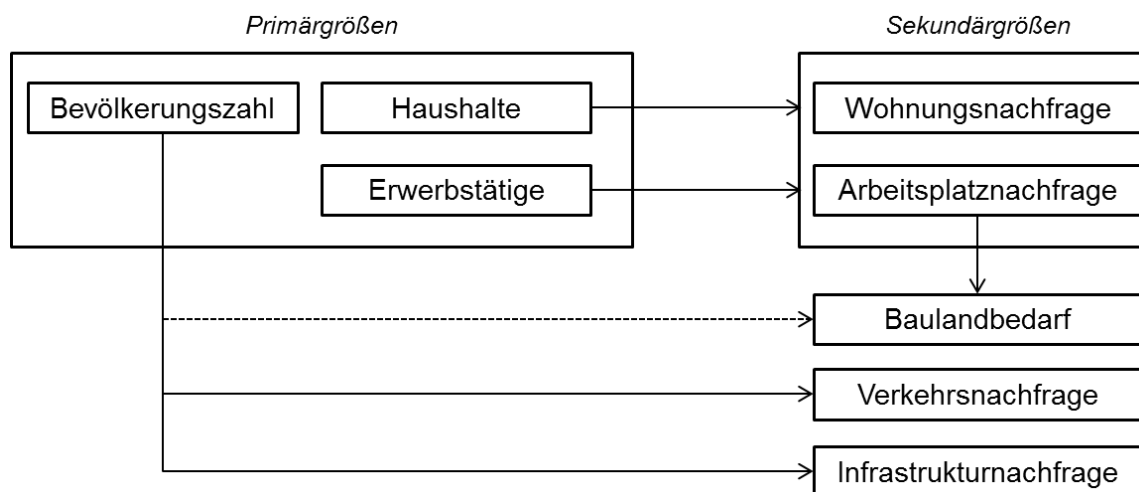 Primärgrößen
Sekundärgrößen
Bevölkerungszahl
Haushalte
Wohnungsnachfrage
Erwerbstätige
Arbeitsplatznachfrage
Baulandbedarf
Verkehrsnachfrage
Infrastrukturnachfrage